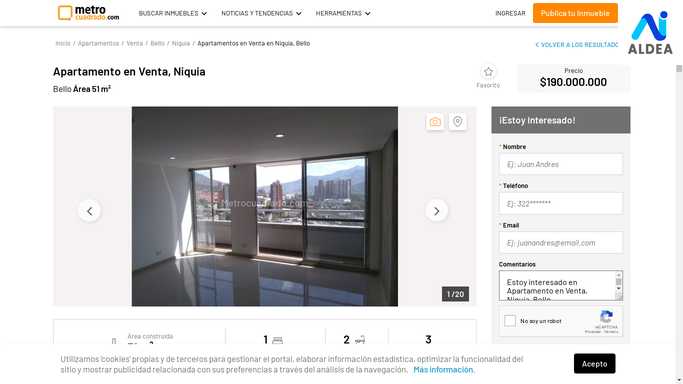 metro
cuadrado.com
BUSCAR INMUEBLES
NOTICIAS Y TENDENCIAS
HERRAMIENTAS
INGRESAR
Publica tu Inmueble
ALDEA
Inicio / Apartamentos / Venta / Bello / Niquia / Apartamentos en Venta en Niquia, Bello
VOLVER A LOS RESULTADO
Apartamento en Venta, Niquia
Bello Área 51 m²
Favorito
Precio
$190.000.000
Metrocuadrado.com
1 / 20
¡Estoy Interesado!
* Nombre
Ej: Juan Andres
* Teléfono
Ej: 322*******
* Email
Ej: juanandres@email.com
Comentarios
Estoy interesado en
Apartamento en Venta,
Niquia, Bello
No soy un robot
reCAPTCHA
Privacidad - Términos
Área construida
1
2
3
Utilizamos 'cookies' propias y de terceros para gestionar el portal, elaborar información estadística, optimizar la funcionalidad del
sitio y mostrar publicidad relacionada con sus preferencias a través del análisis de la navegación. Más información.
Acepto